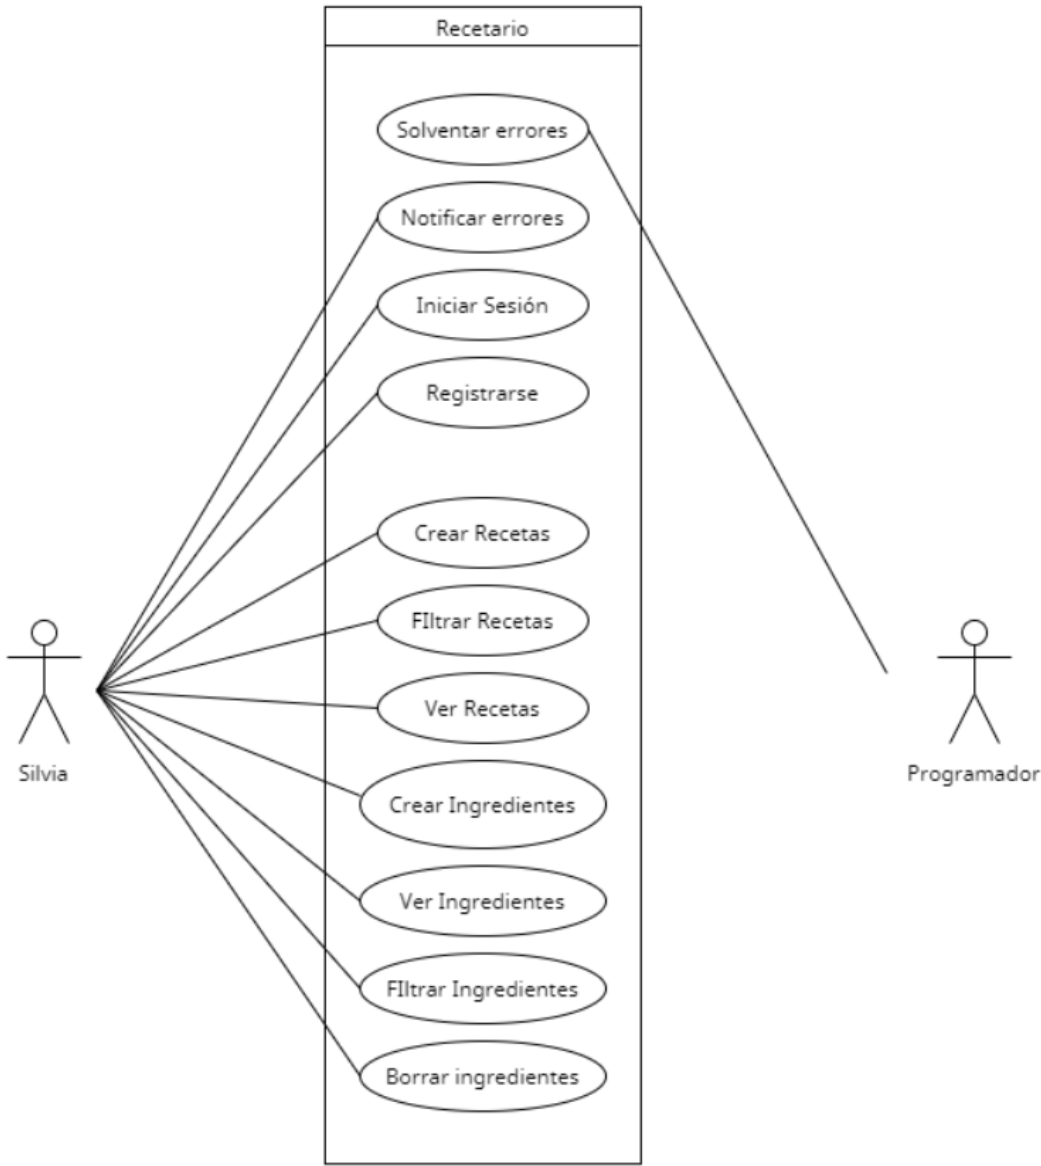 Recetario
Solventar errores
Notificar errores
Iniciar Sesión
Registrarse
Crear Recetas
FIltrar Recetas
Ver Recetas
Silvia
Programador
Crear Ingredientes
Ver Ingredientes
FIltrar Ingredientes
Borrar ingredientes